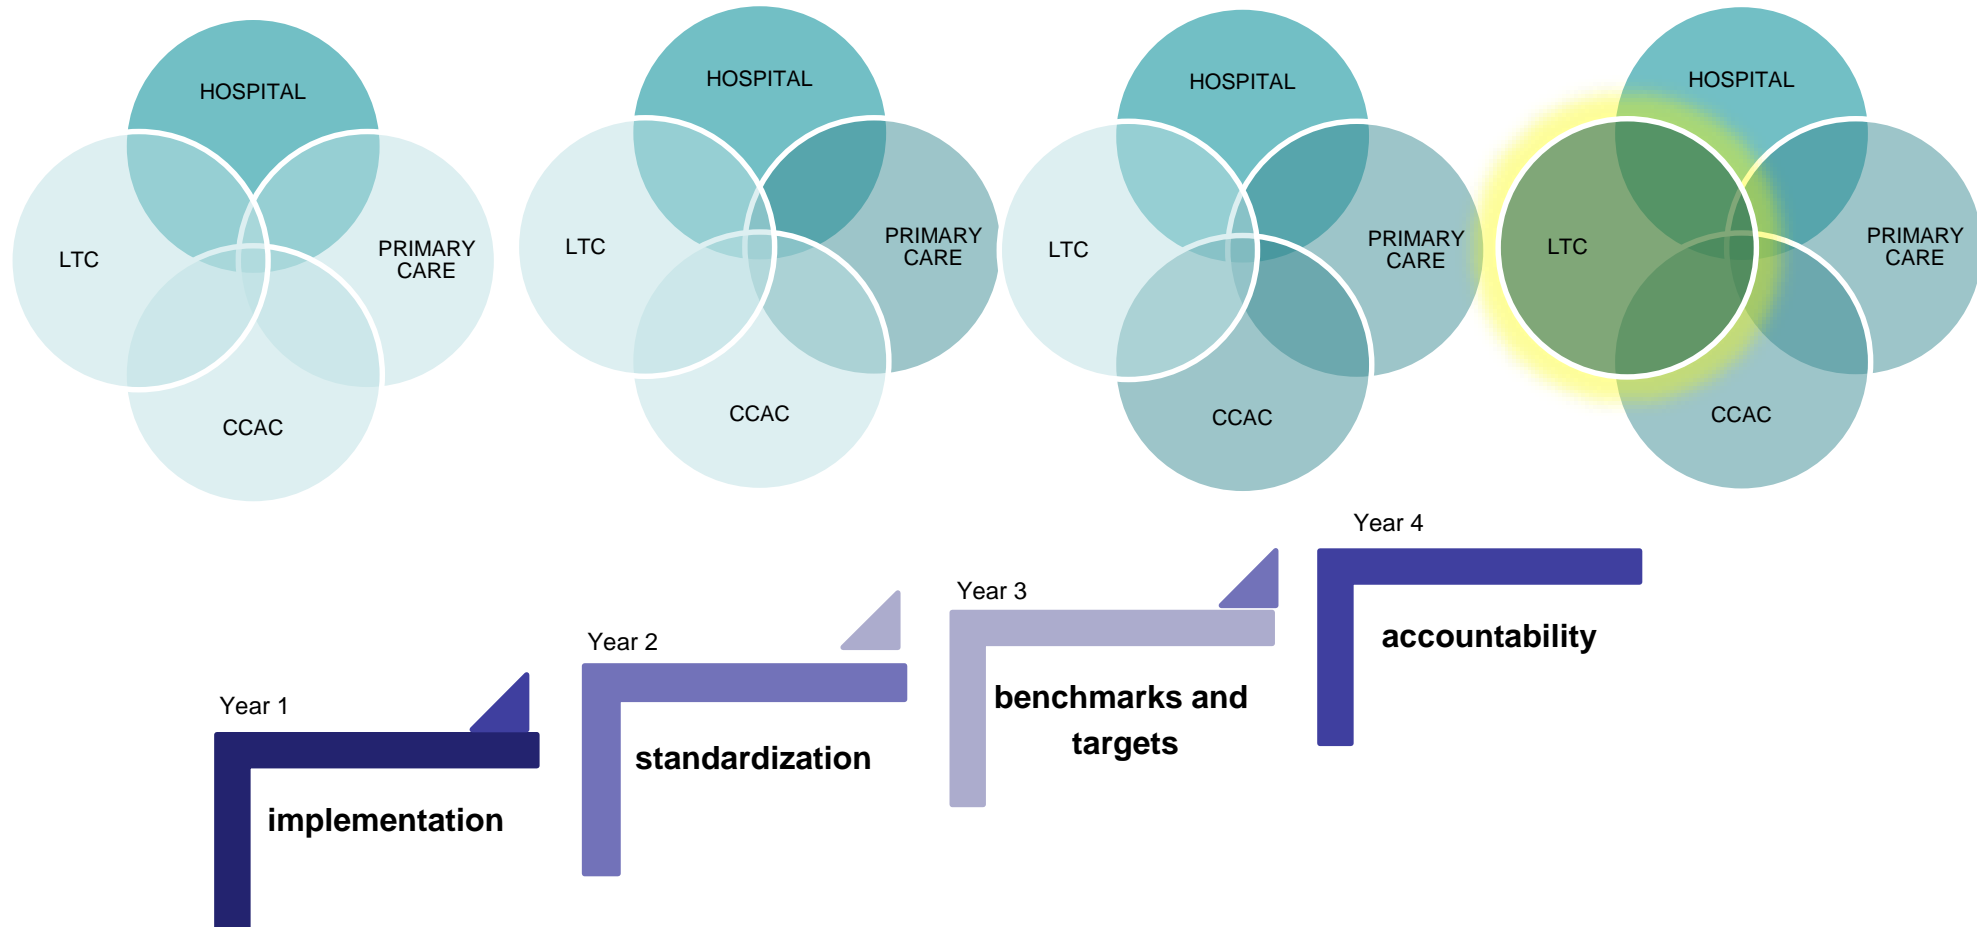 HOSPITAL
LTC
PRIMARY
CARE
CCAC
HOSPITAL
LTC
PRIMARY
CARE
CCAC
HOSPITAL
LTC
PRIMARY
CARE
CCAC
HOSPITAL
LTC
PRIMARY
CARE
CCAC
Year 1
implementation
Year 2
standardization
Year 3
benchmarks and
targets
Year 4
accountability